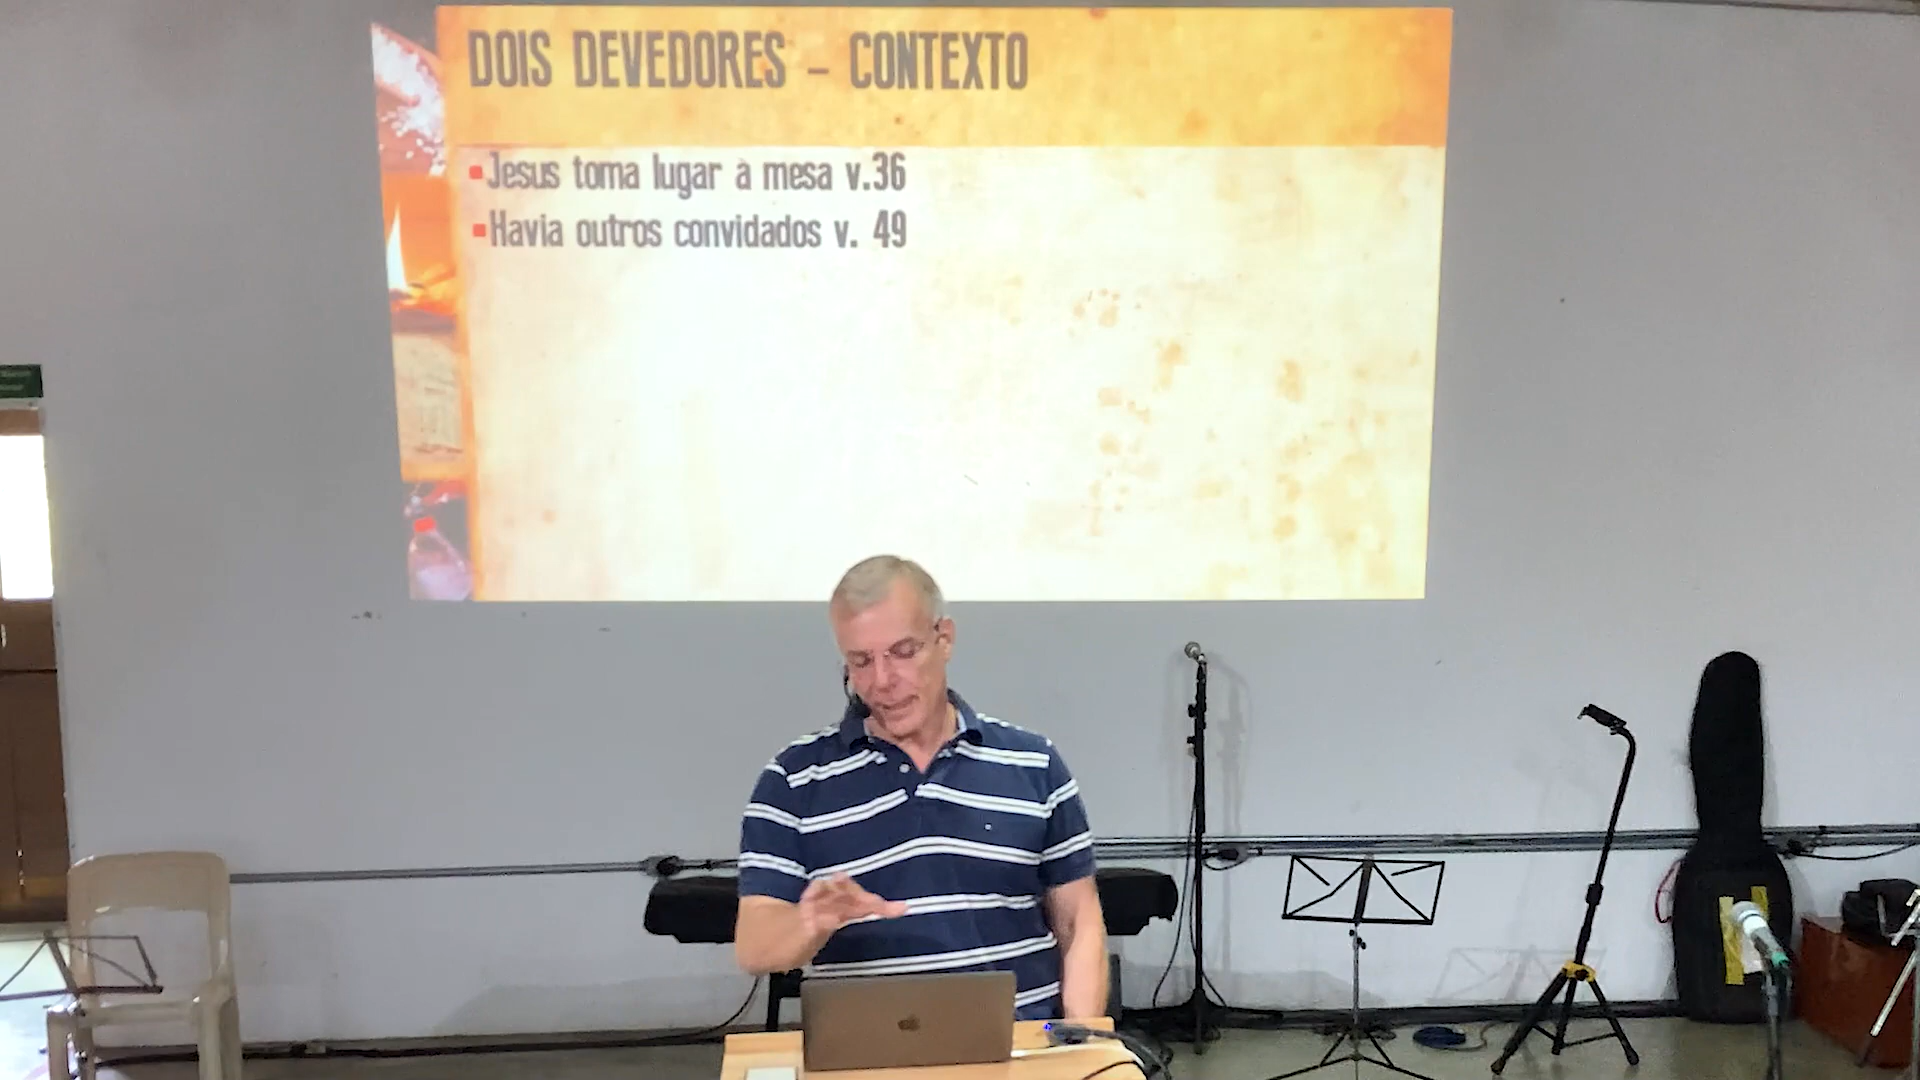 DOIS DEVEDORES – CONTEXTO
▪Jesus toma lugar à mesa v.36
▪Havia outros convidados v. 49